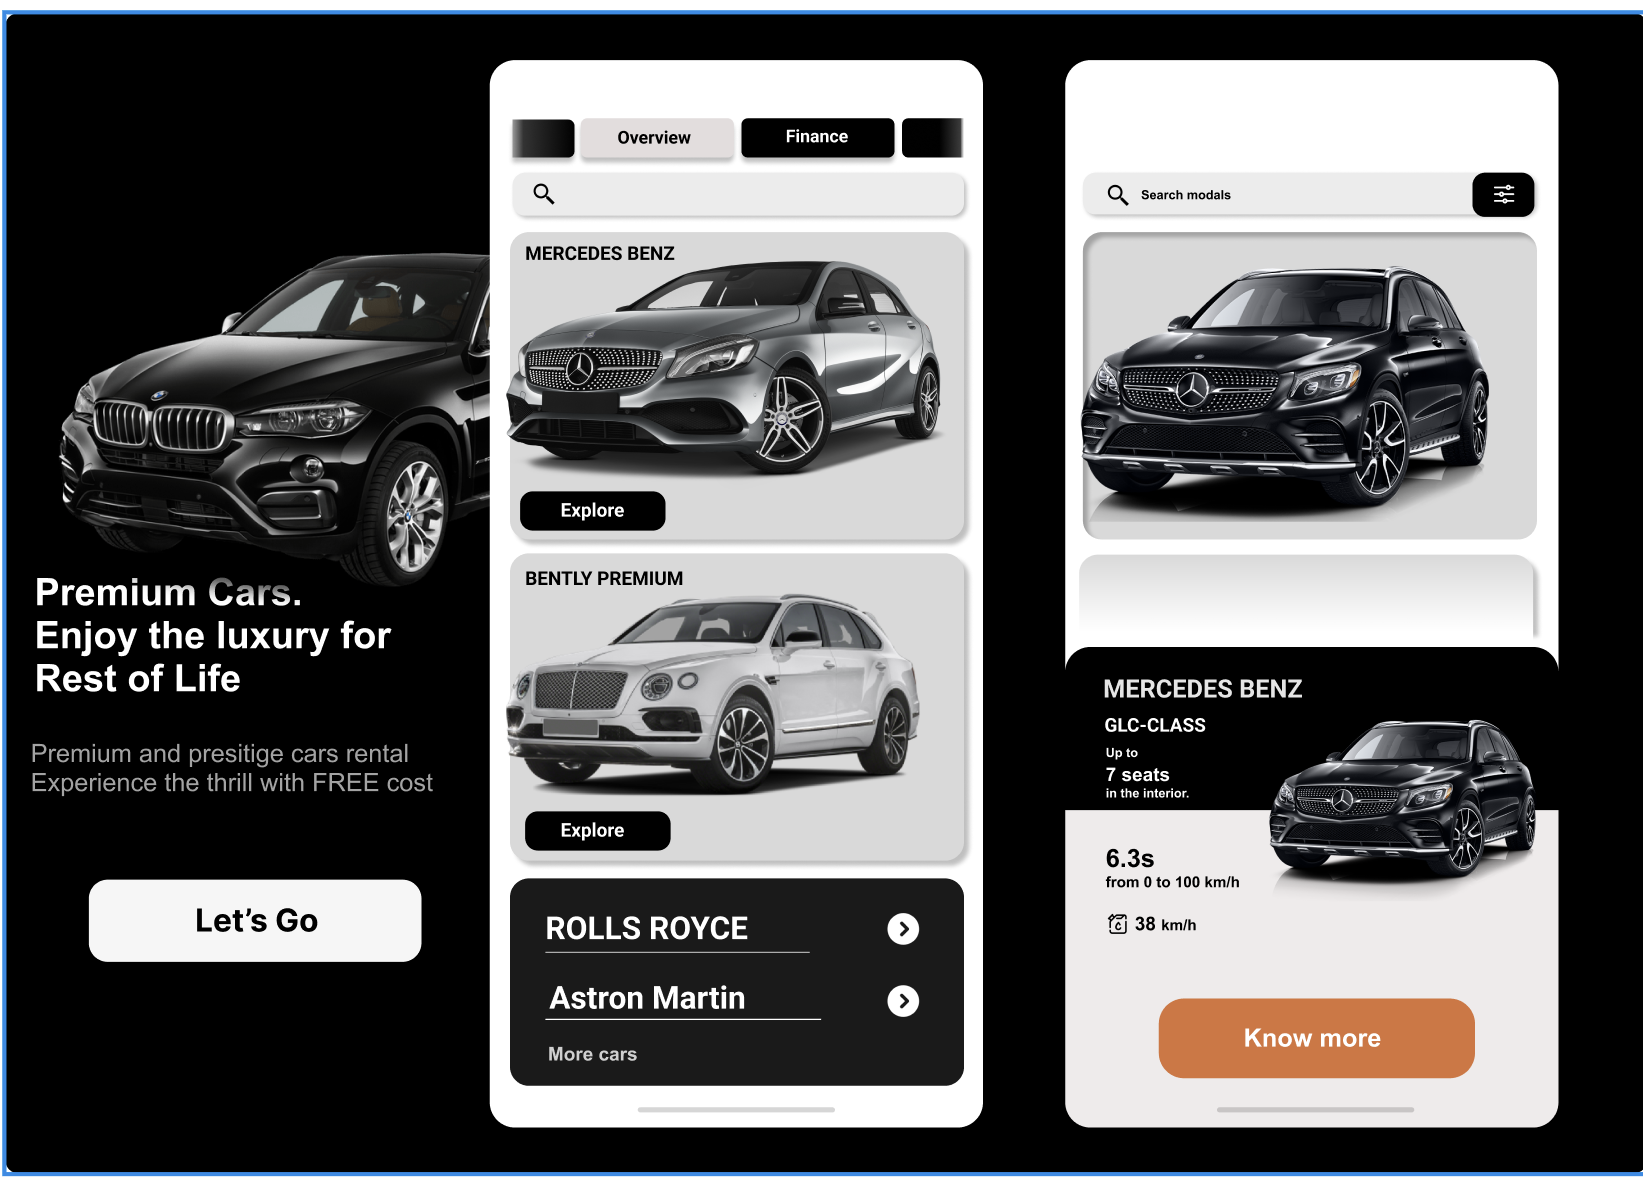 Premium Cars.
Enjoy the luxury for
Rest of Life
Premium and presitige cars rental
Experience the thrill with FREE cost
Let's Go
Overview
Finance
MERCEDES BENZ
Explore
BENTLY PREMIUM
Explore
ROLLS ROYCE
Astron Martin
More cars
Search modals
MERCEDES BENZ
GLC-CLASS
Up to
7 seats
in the interior.
6.3s
from 0 to 100 km/h
38 km/h
Know more